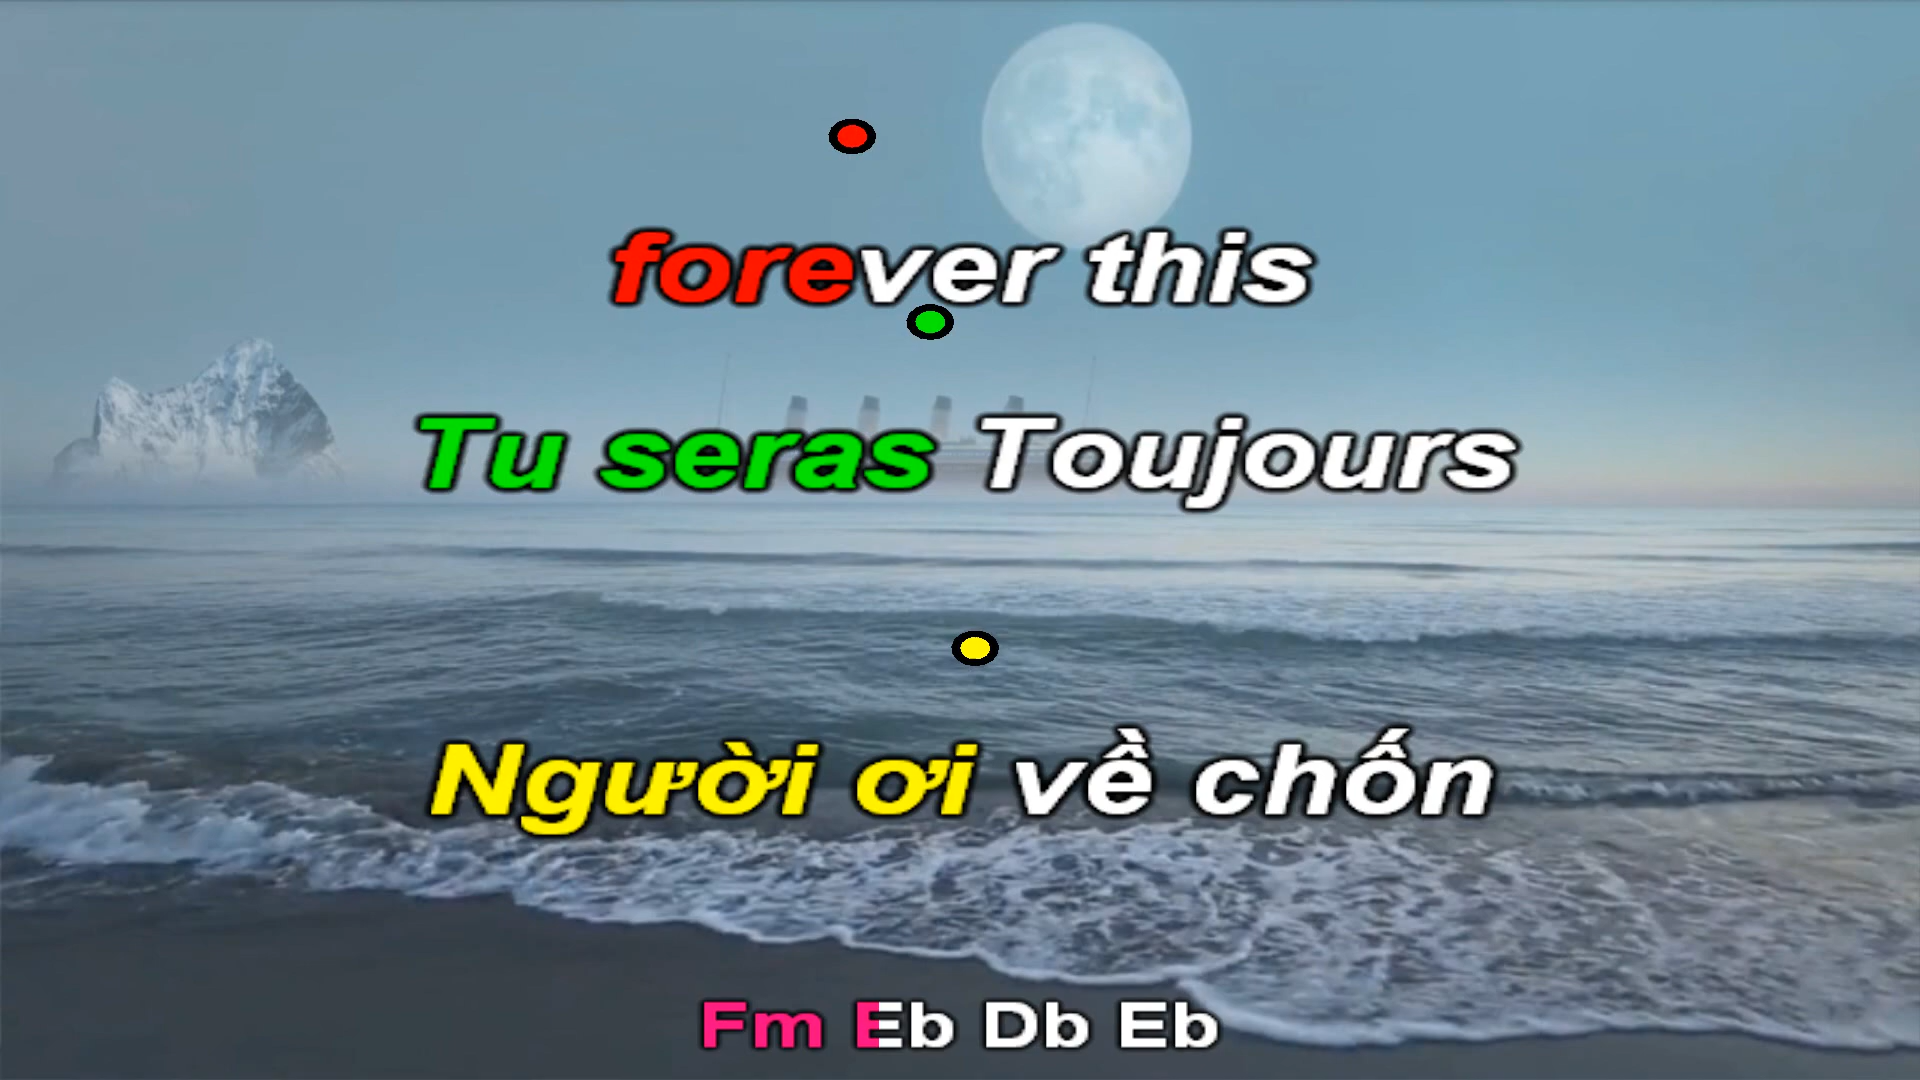 forever this
Tu seras Toujours
Người ơi về chốn
Fm Eb Db Eb